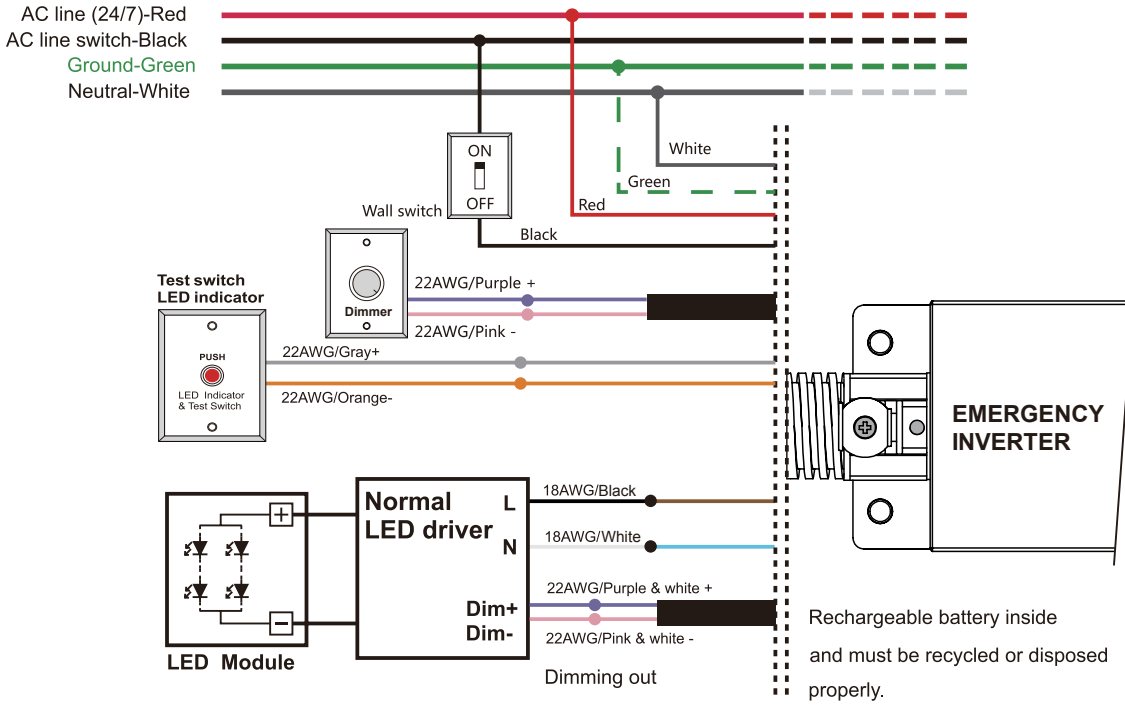 AC line (24/7)-Red
AC line switch-Black
Ground-Green
Neutral-White
ON
OFF
Wall switch
White
Green
Red
Black
Dimmer
22AWG/Purple +
22AWG/Pink -
Test switch
LED indicator
PUSH
LED Indicator
& Test Switch
22AWG/Gray+
22AWG/Orange-
EMERGENCY
INVERTER
+
−
LED Module
Normal
LED driver
L
N
Dim+
Dim-
18AWG/Black
18AWG/White
22AWG/Purple & white +
22AWG/Pink & white -
Dimming out
Rechargeable battery inside
and must be recycled or disposed
properly.